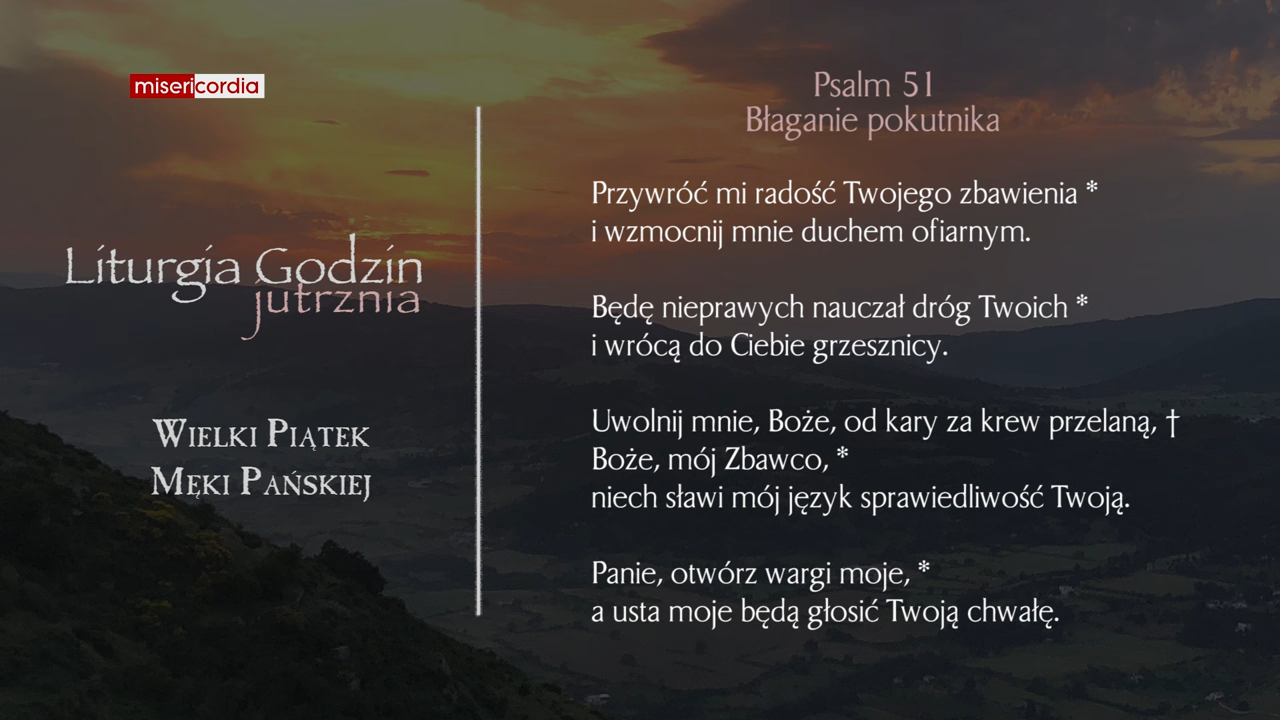 misericordia
Liturgia Godzin
jutrznia
Wielki Piątek
Męki Pańskiej
Psalm 51
Błaganie pokutnika
Przywróć mi radość Twojego zbawienia *
i wzmocnij mnie duchem ofiarnym.
Będę nieprawych nauczał dróg Twoich *
i wrócą do Ciebie grzesznicy.
Uwolnij mnie, Boże, od kary za krew przelaną, †
Boże, mój Zbawco, *
niech sławi mój język sprawiedliwość Twoją.
Panie, otwórz wargi moje, *
a usta moje będą głosić Twoją chwałę.